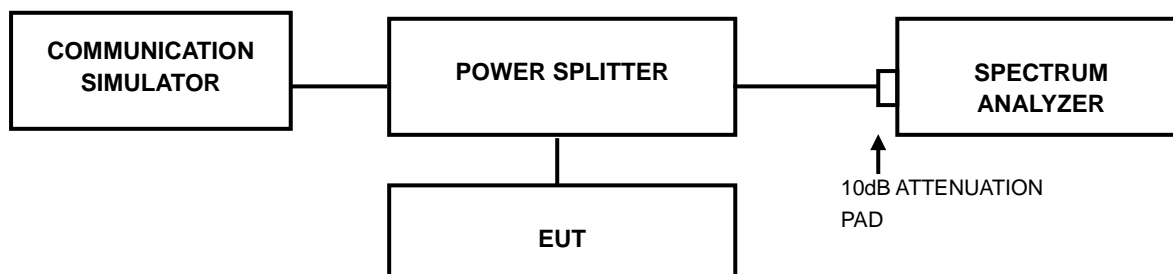 COMMUNICATION
SIMULATOR
POWER SPLITTER
SPECTRUM
ANALYZER
10dB ATTENUATION
PAD
EUT